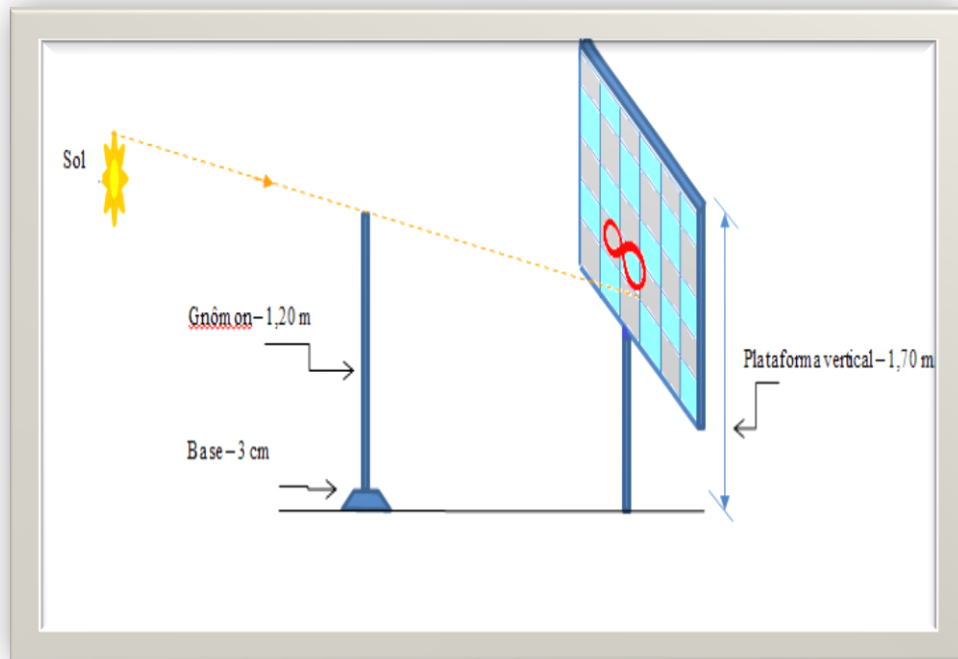 Sol
Gnômon – 1,20 m
Plataforma vertical – 1,70 m
Base – 3 cm